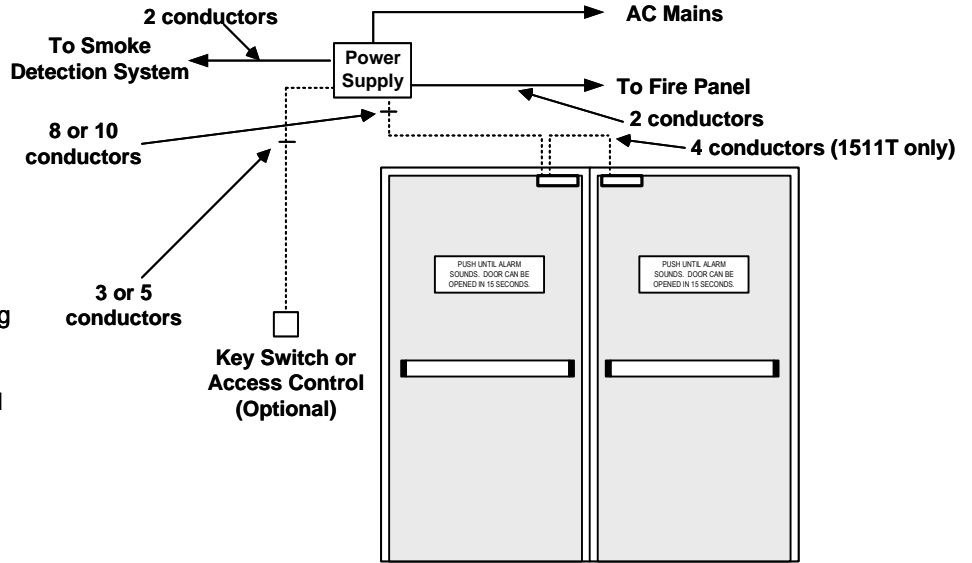 2 conductors
AC Mains
To Smoke
Detection System
Power
Supply
To Fire Panel
2 conductors
8 or 10
conductors
4 conductors (1511T only)
PUSH UNTIL ALARM
SOUNDS. DOOR CAN BE
OPENED IN 15 SECONDS.
PUSH UNTIL ALARM
SOUNDS. DOOR CAN BE
OPENED IN 15 SECONDS.
3 or 5
conductors
g
Key Switch or
Access Control
(Optional)